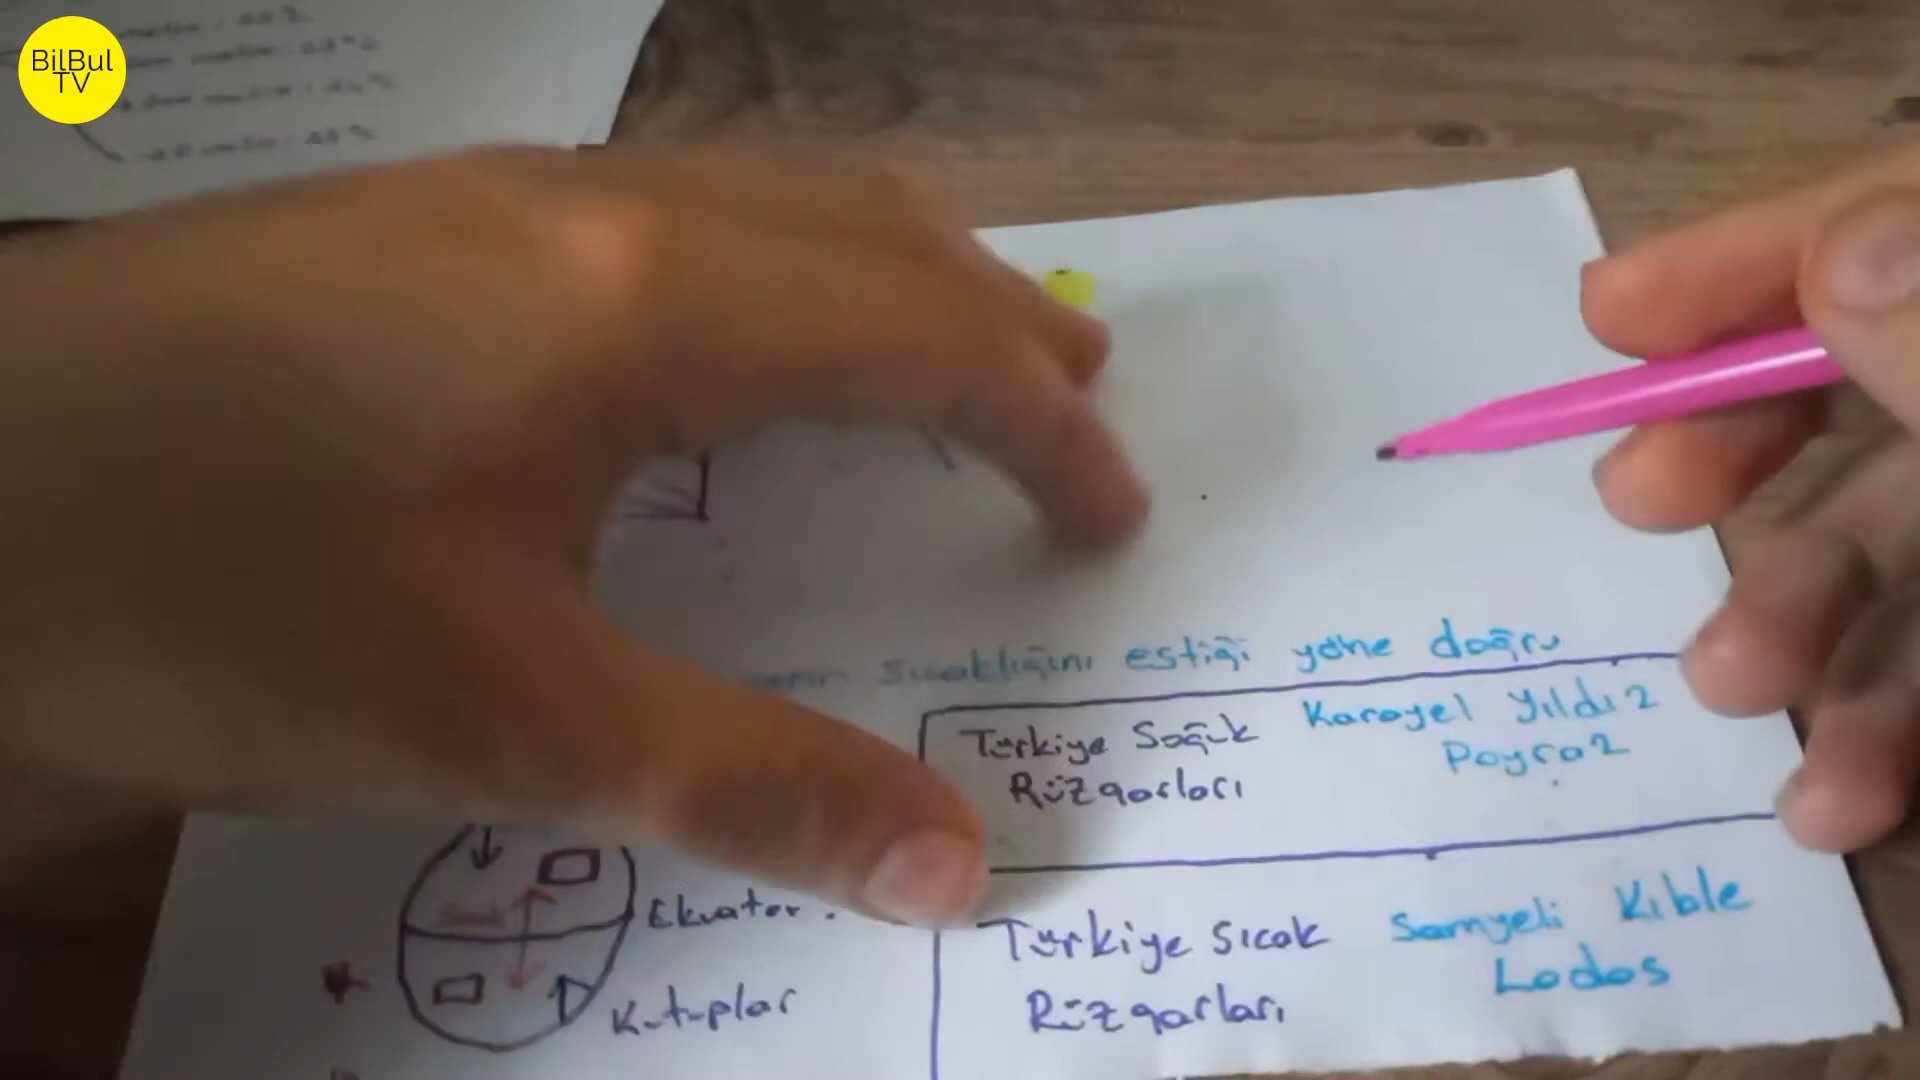 BilBul
TV
sıcaklığını estiği yöne doğru
Türkiye Soğuk
Rüzgarları
Karayel Yıldız
Poyraz
Ekvator
Kutuplar
Türkiye Sıcak
Rüzgarları
Samyeli Kıble
Lodos